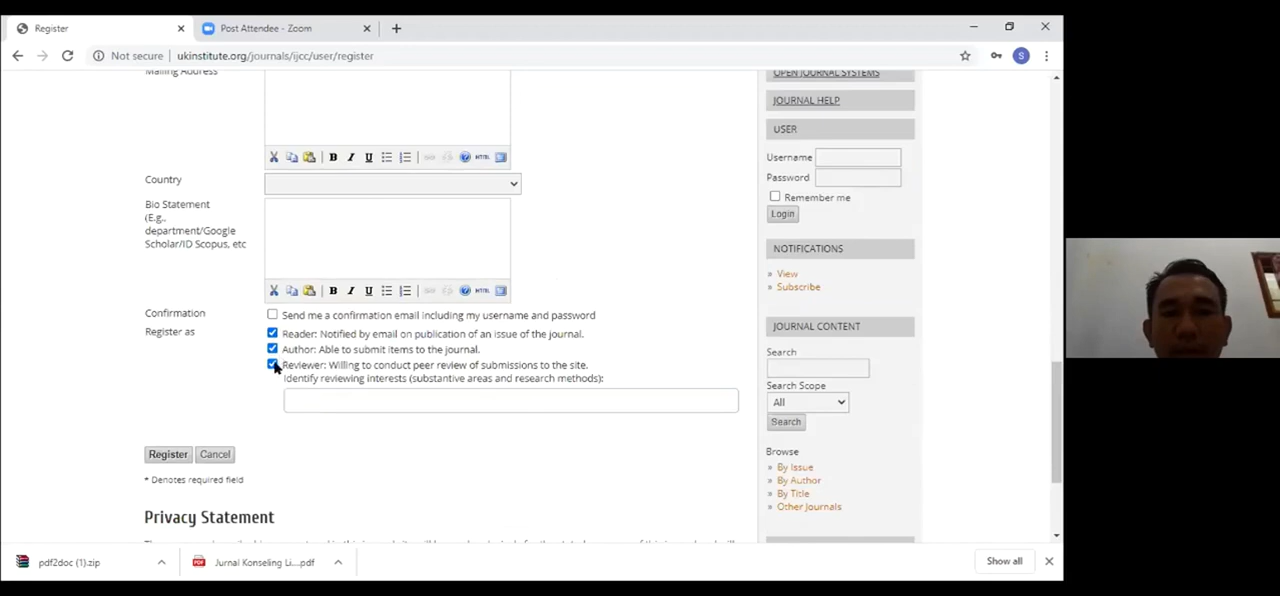 Register
Post Attendee - Zoom
Not secure
ukinstitute.org/journals/ijcc/user/register
S
Mailing Address
HTML
Country
Bio Statement
(E.g.,
department/Google
Scholar/ID Scopus, etc
HTML
Confirmation
Send me a confirmation email including my username and password
Register as
Reader: Notified by email on publication of an issue of the journal.
Author: Able to submit items to the journal.
Reviewer: Willing to conduct peer review of submissions to the site.
Identify reviewing interests (substantive areas and research methods):
Register
Cancel
* Denotes required field
Privacy Statement
OPEN JOURNAL SYSTEMS
JOURNAL HELP
USER
Username
Password
Remember me
Login
NOTIFICATIONS
» View
» Subscribe
JOURNAL CONTENT
Search
Search Scope
All
Search
Browse
» By Issue
» By Author
» By Title
» Other Journals
pdf2doc (1).zip
PDF
Jurnal Konseling Li....pdf
Show all